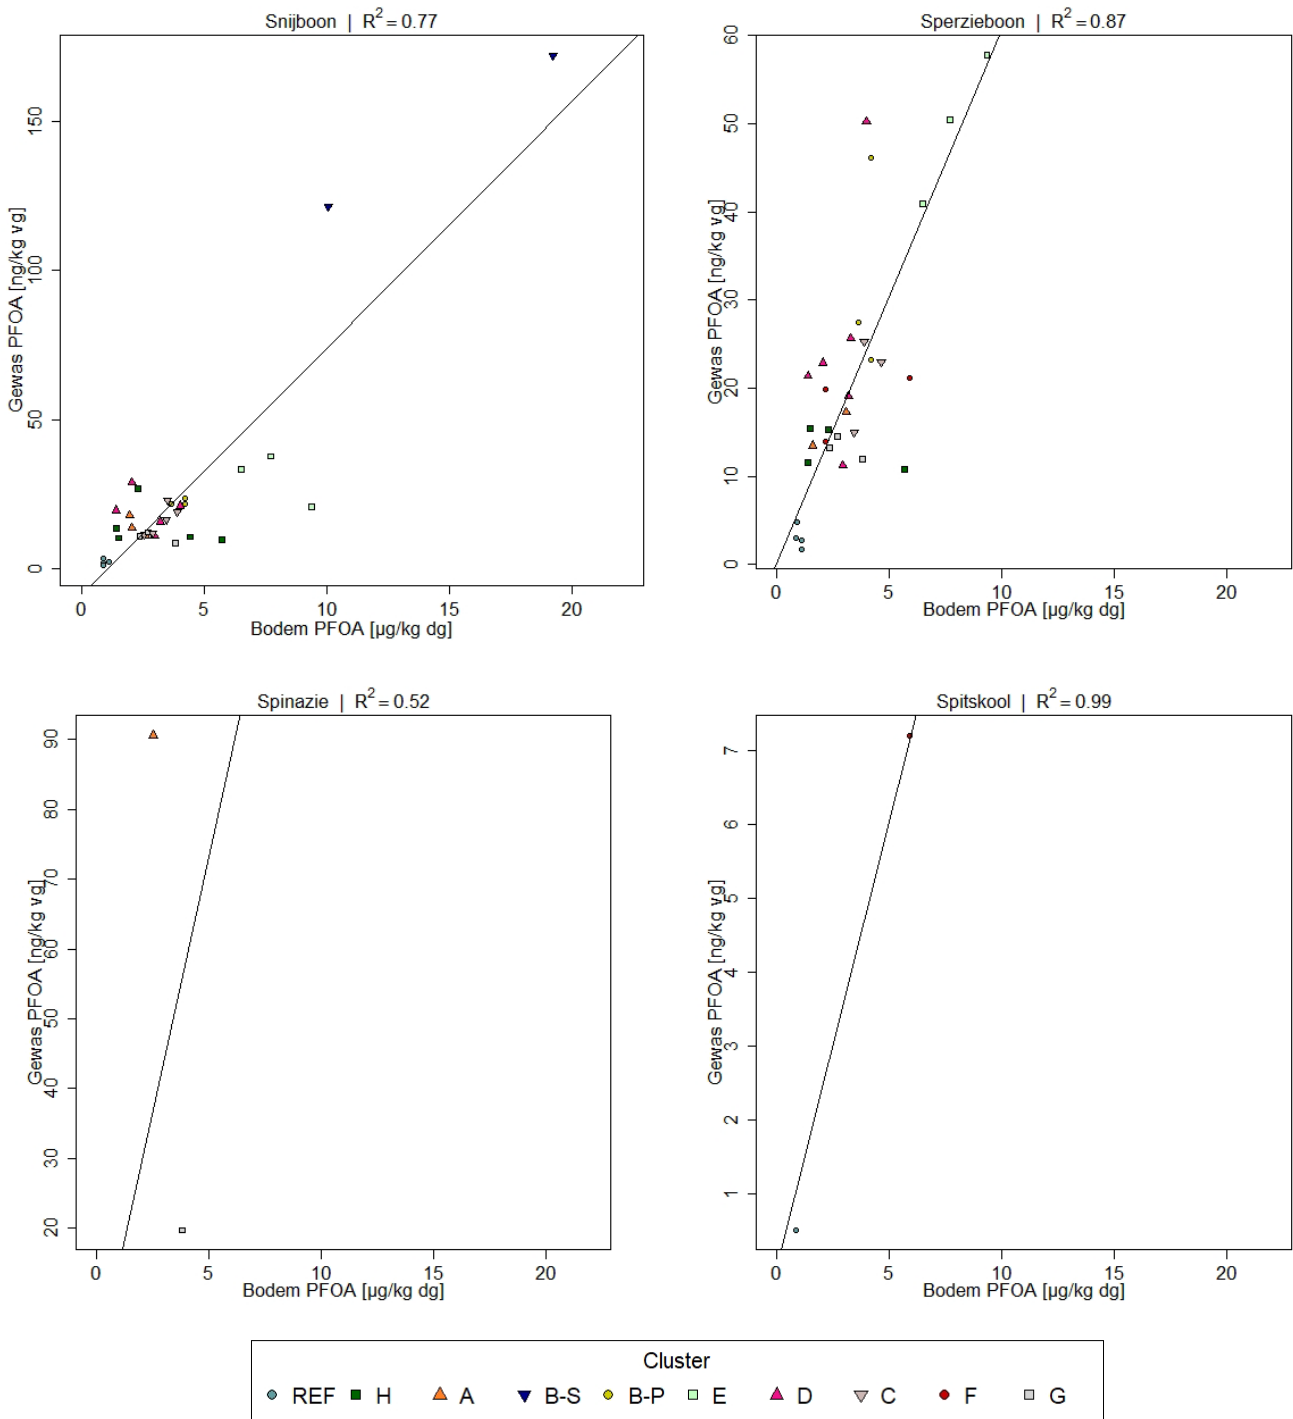 Snijboon | R² = 0.77
Gewas PFOA [ng/kg vg]
150
100
50
0
0 5 10 15 20
Bodem PFOA [µg/kg dg]
Sperzieboon | R² = 0.87
Gewas PFOA [ng/kg vg]
60
50
40
30
20
10
0
0 5 10 15 20
Bodem PFOA [µg/kg dg]
Spinazie | R² = 0.52
Gewas PFOA [ng/kg vg]
90
80
70
60
50
40
30
20
0 5 10 15 20
Bodem PFOA [µg/kg dg]
Spitskool | R² = 0.99
Gewas PFOA [ng/kg vg]
7
6
5
4
3
2
1
0 5 10 15 20
Bodem PFOA [µg/kg dg]
Cluster
REF H A B-S B-P E D C F G